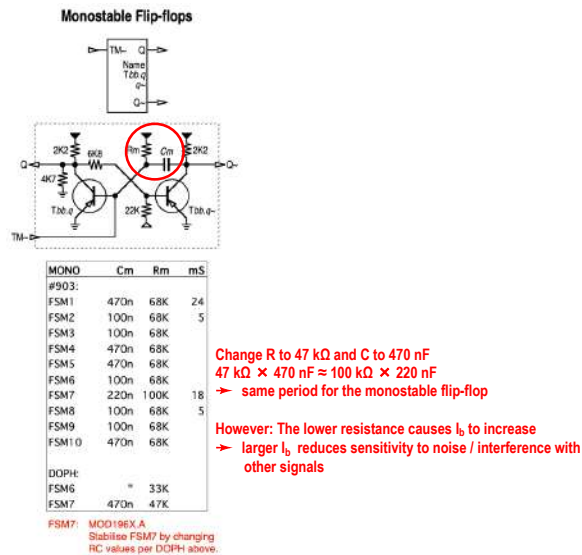 Monostable Flip-flops
TM~ Q
Name
Tbb.q
q~
Q~
2K2 6K8 Rm Cm 2K2
Q Q~
4K7
Tbb.q 22K Tbb.q~
TM~
MONO Cm Rm mS
#903:
FSM1 470n 68K 24
FSM2 100n 68K 5
FSM3 100n 68K
FSM4 470n 68K
FSM5 470n 68K
FSM6 100n 68K
FSM7 220n 100K 18
FSM8 100n 68K 5
FSM9 100n 68K
FSM10 470n 68K
DOPH:
FSM6 " 33K
FSM7 470n 47K
FSM7: MOD196X.A
Stabilise FSM7 by changing
RC values per DOPH above.
Change R to 47 kΩ and C to 470 nF
47 kΩ × 470 nF ≈ 100 kΩ × 220 nF
➛ same period for the monostable flip-flop
However: The lower resistance causes Ib to increase
➛ larger Ib reduces sensitivity to noise / interference with
other signals